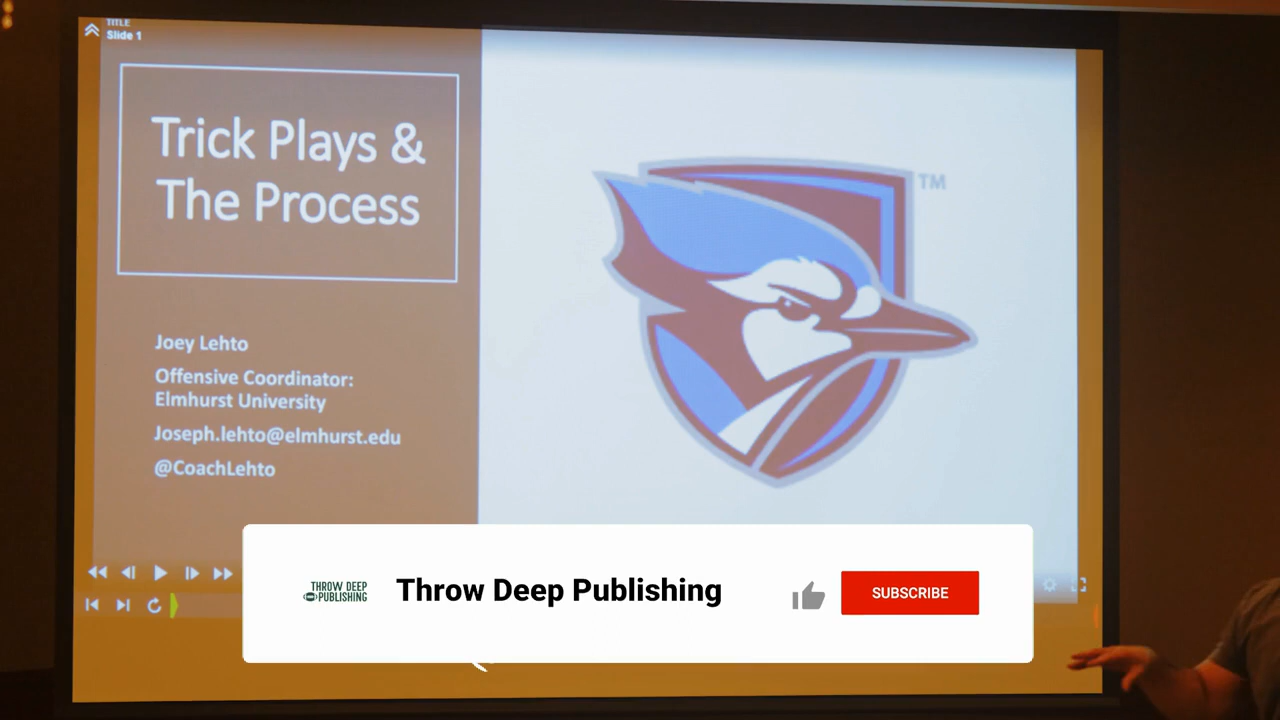 TITLE
Slide 1
Trick Plays &
The Process
TM
Joey Lehto
Offensive Coordinator:
Elmhurst University
Joseph.lehto@elmhurst.edu
@CoachLehto
THROW DEEP
PUBLISHING
Throw Deep Publishing
SUBSCRIBE